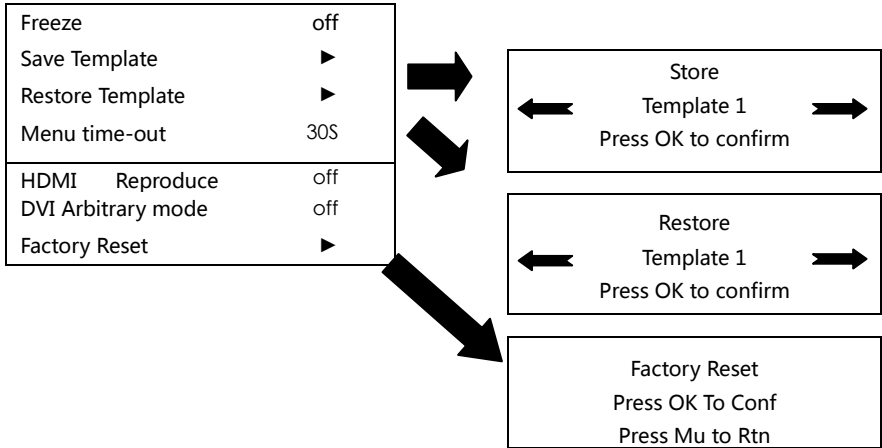 Freeze off
Save Template ►
Restore Template ►
Menu time-out 30S
HDMI Reproduce off
DVI Arbitrary mode off
Factory Reset ►
Store
Template 1
Press OK to confirm
Restore
Template 1
Press OK to confirm
Factory Reset
Press OK To Conf
Press Mu to Rtn